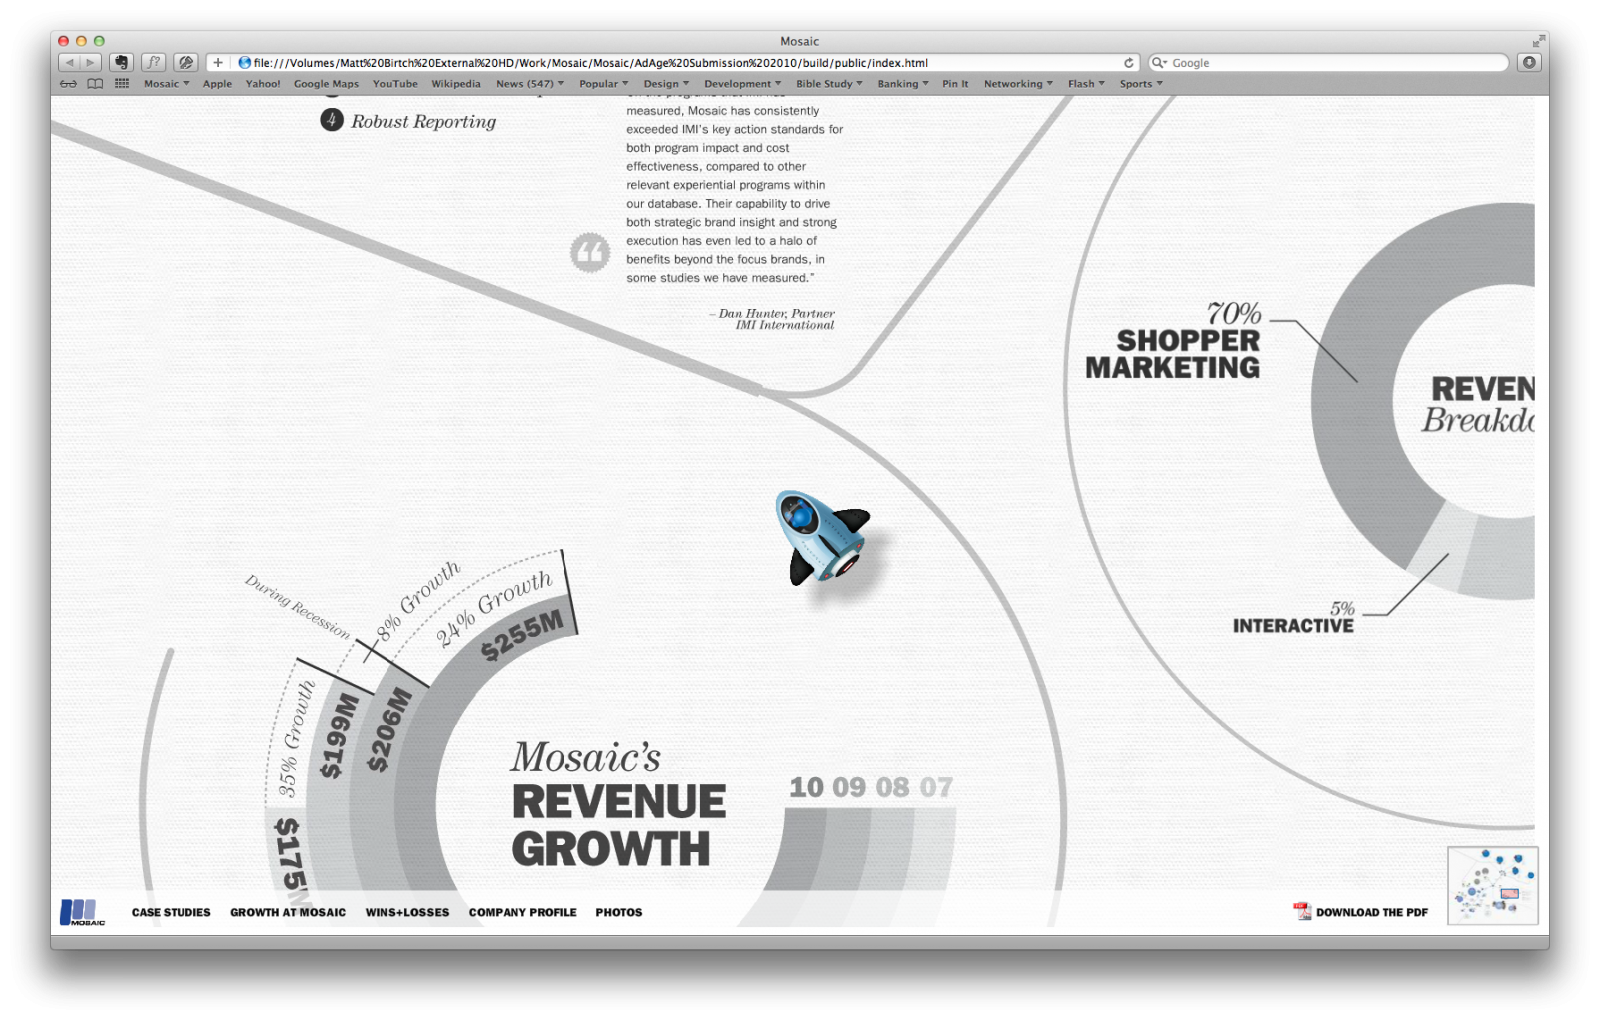 Mosaic
file:///Volumes/Matt%20Birtch%20External%20HD/Work/Mosaic/Mosaic/AdAge%20Submission%202010/build/public/index.html
Google
Mosaic
Apple
Yahoo!
Google Maps
YouTube
Wikipedia
News (547)
Popular
Design
Development
Bible Study
Banking
Pin It
Networking
Flash
Sports
4 Robust Reporting
measured, Mosaic has consistently
exceeded IMI's key action standards for
both program impact and cost
effectiveness, compared to other
relevant experiential programs within
our database. Their capability to drive
both strategic brand insight and strong
execution has even led to a halo of
benefits beyond the focus brands, in
some studies we have measured."
– Dan Hunter, Partner
IMI International
70%
SHOPPER
MARKETING
REVEN
Breakdo
5%
INTERACTIVE
During Recession
8% Growth
24% Growth
$255M
35% Growth
$199M
$206M
$175M
Mosaic's
REVENUE
GROWTH
10 09 08 07
MOSAIC
CASE STUDIES
GROWTH AT MOSAIC
WINS+LOSSES
COMPANY PROFILE
PHOTOS
DOWNLOAD THE PDF